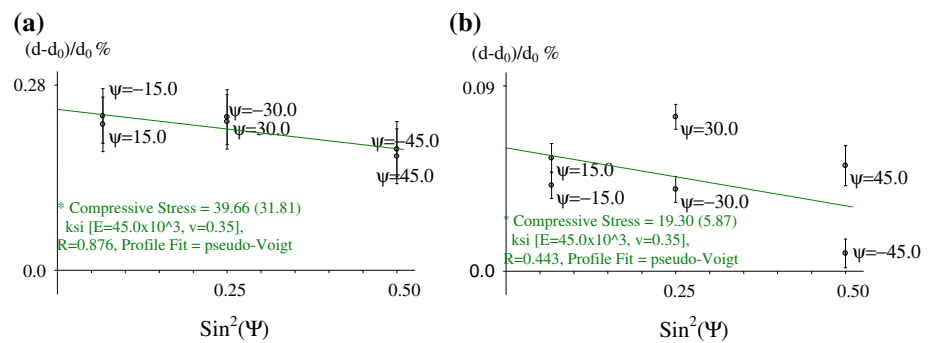 (a)
(d-d₀)/d₀ %
0.28
ψ=−15.0
ψ=15.0
ψ=−30.0
ψ=30.0
ψ=−45.0
ψ=45.0
* Compressive Stress = 39.66 (31.81)
ksi [E=45.0x10^3, v=0.35],
R=0.876, Profile Fit = pseudo-Voigt
0.0
0.25
0.50
Sin²(Ψ)
(b)
(d-d₀)/d₀ %
0.09
ψ=30.0
ψ=15.0
ψ=−15.0
ψ=−30.0
ψ=45.0
ψ=−45.0
* Compressive Stress = 19.30 (5.87)
ksi [E=45.0x10^3, v=0.35],
R=0.443, Profile Fit = pseudo-Voigt
0.0
0.25
0.50
Sin²(Ψ)